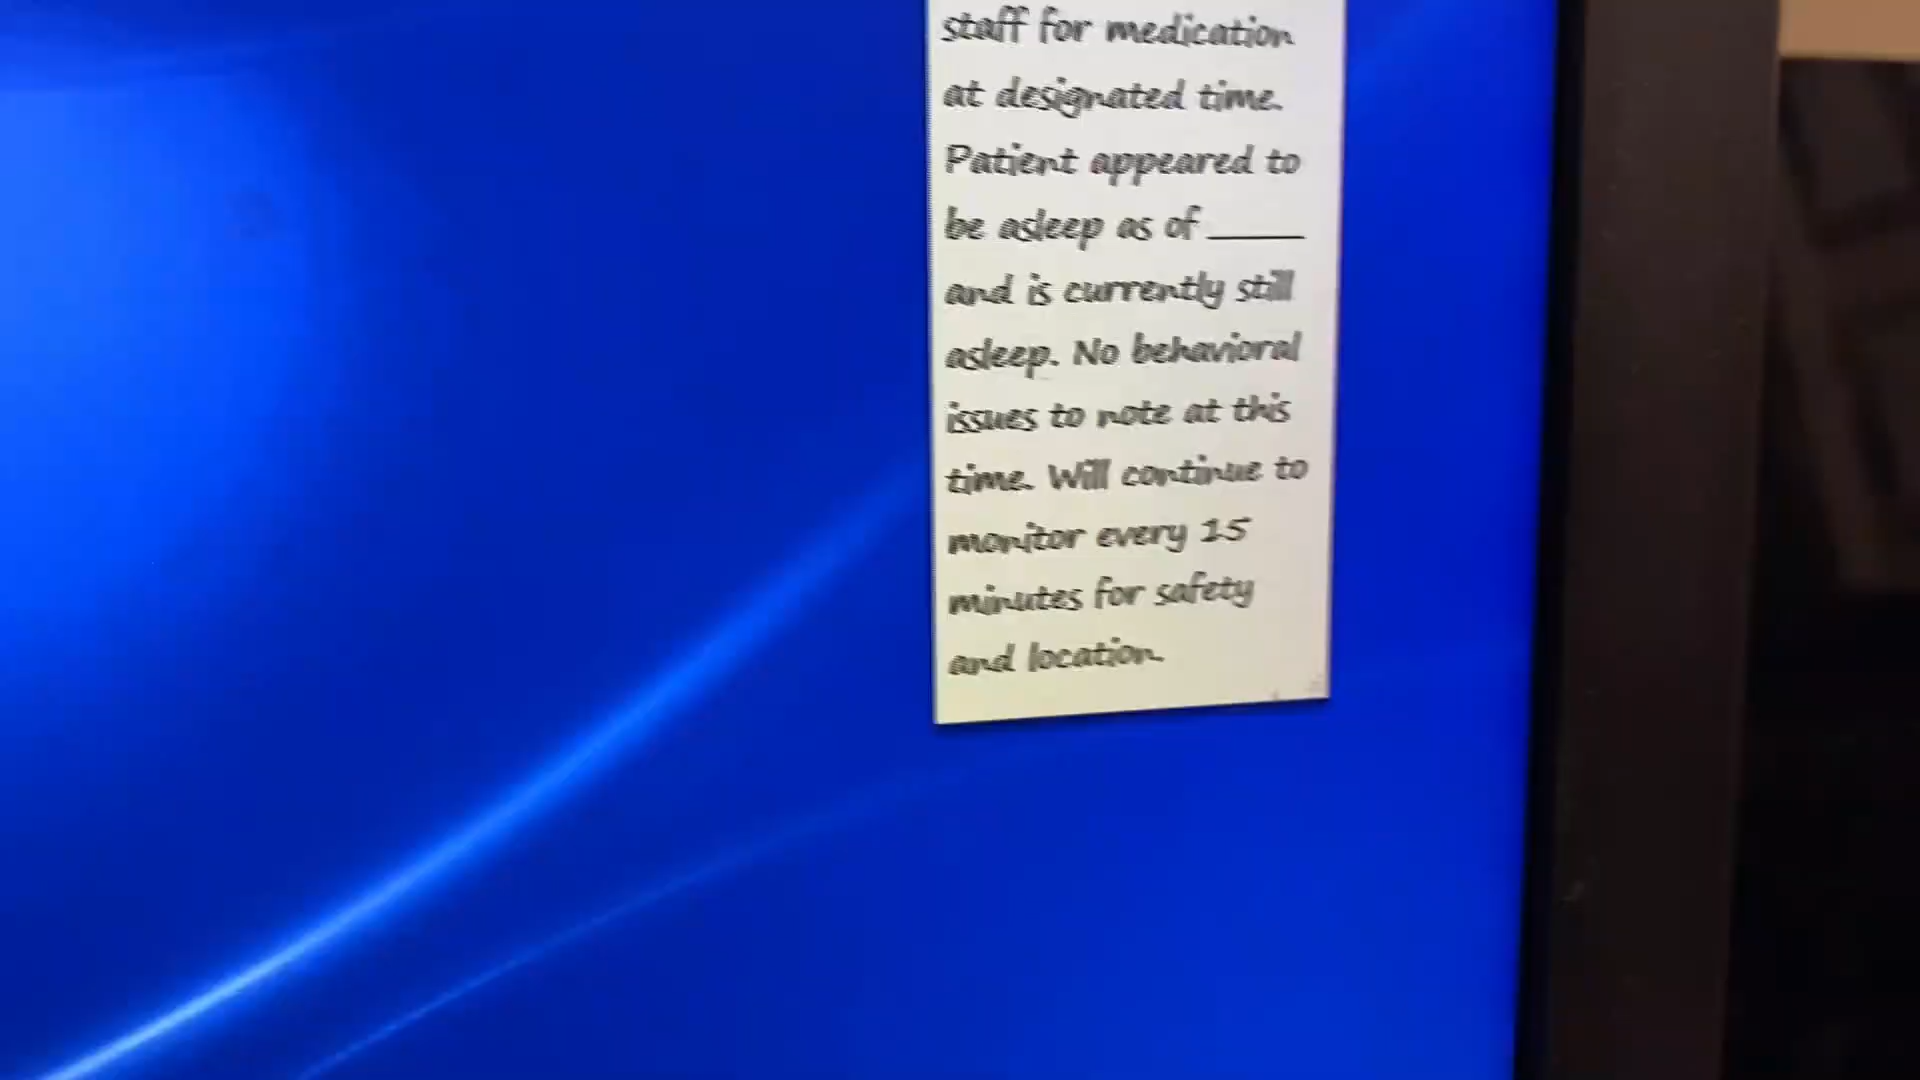 staff for medication
at designated time.
Patient appeared to
be asleep as of _____
and is currently still
asleep. No behavioral
issues to note at this
time. Will continue to
monitor every 15
minutes for safety
and location.